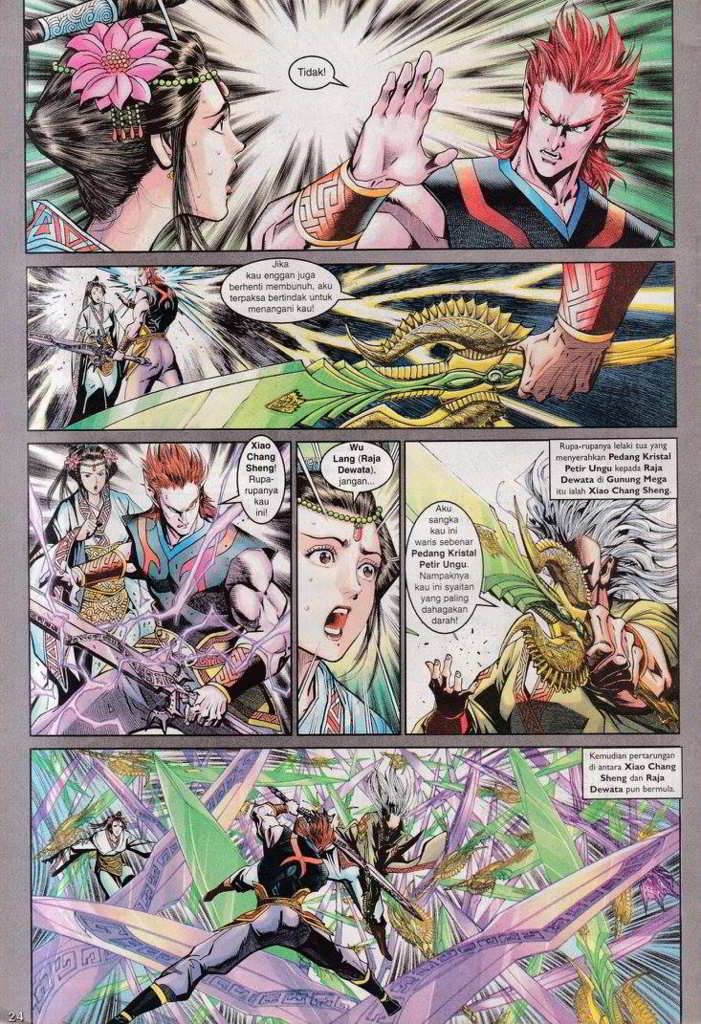 Tidak!
Jika
kau enggan juga
berhenti membunuh, aku
terpaksa bertindak untuk
menangani kau!
Xiao
Chang
Sheng!
Rupa-
rupanya
kau ini!
Wu
Lang (Raja
Dewata),
jangan...
Rupa-rupanya lelaki tua yang
menyerahkan Pedang Kristal
Petir Ungu kepada Raja
Dewata di Gunung Mega
itu ialah Xiao Chang Sheng.
Aku
sangka
kau ini
waris sebenar
Pedang Kristal
Petir Ungu.
Nampaknya
kau ini syaitan
yang paling
dahagakan
darah!
Kemudian pertarungan
di antara Xiao Chang
Sheng dan Raja
Dewata pun bermula.
24